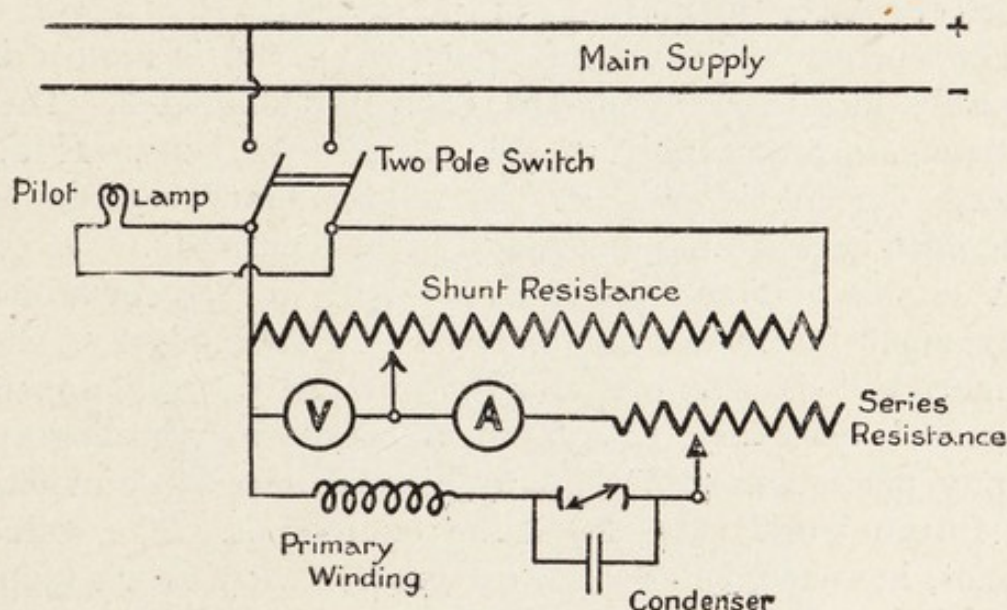 +
Main Supply
-
Two Pole Switch
Pilot Lamp
Shunt Resistance
V
A
Series
Resistance
Primary
Winding
Condenser